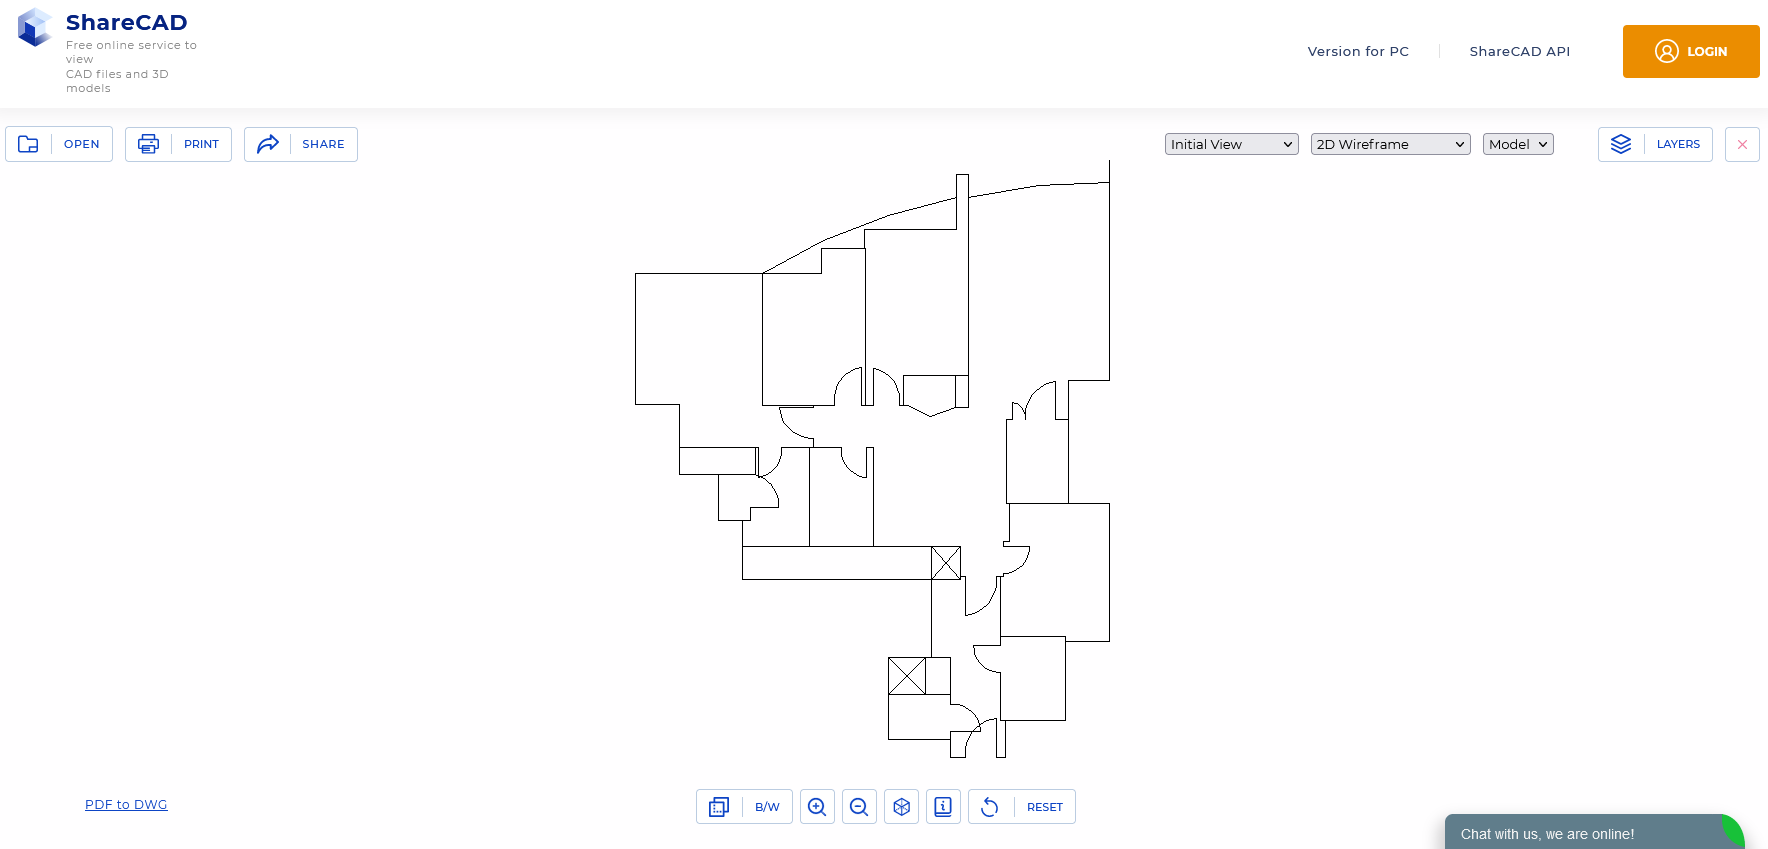 ShareCAD
Free online service to
view
CAD files and 3D
models
Version for PC
ShareCAD API
LOGIN
OPEN
PRINT
SHARE
Initial View
2D Wireframe
Model
LAYERS
PDF to DWG
B/W
RESET
Chat with us, we are online!